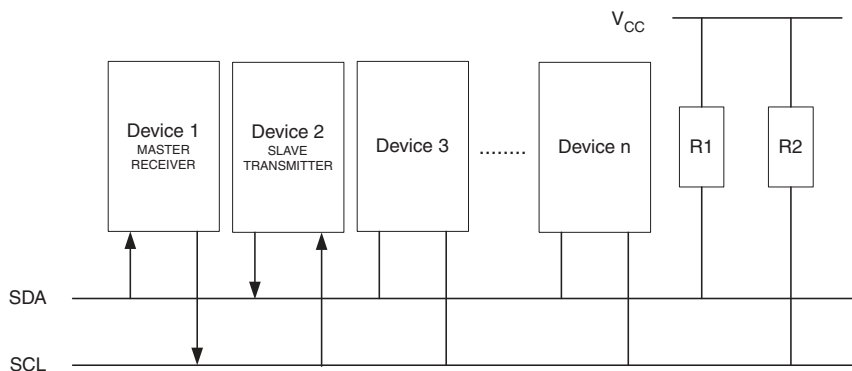 V_CC
Device 1
MASTER
RECEIVER
Device 2
SLAVE
TRANSMITTER
Device 3
........
Device n
R1
R2
SDA
SCL